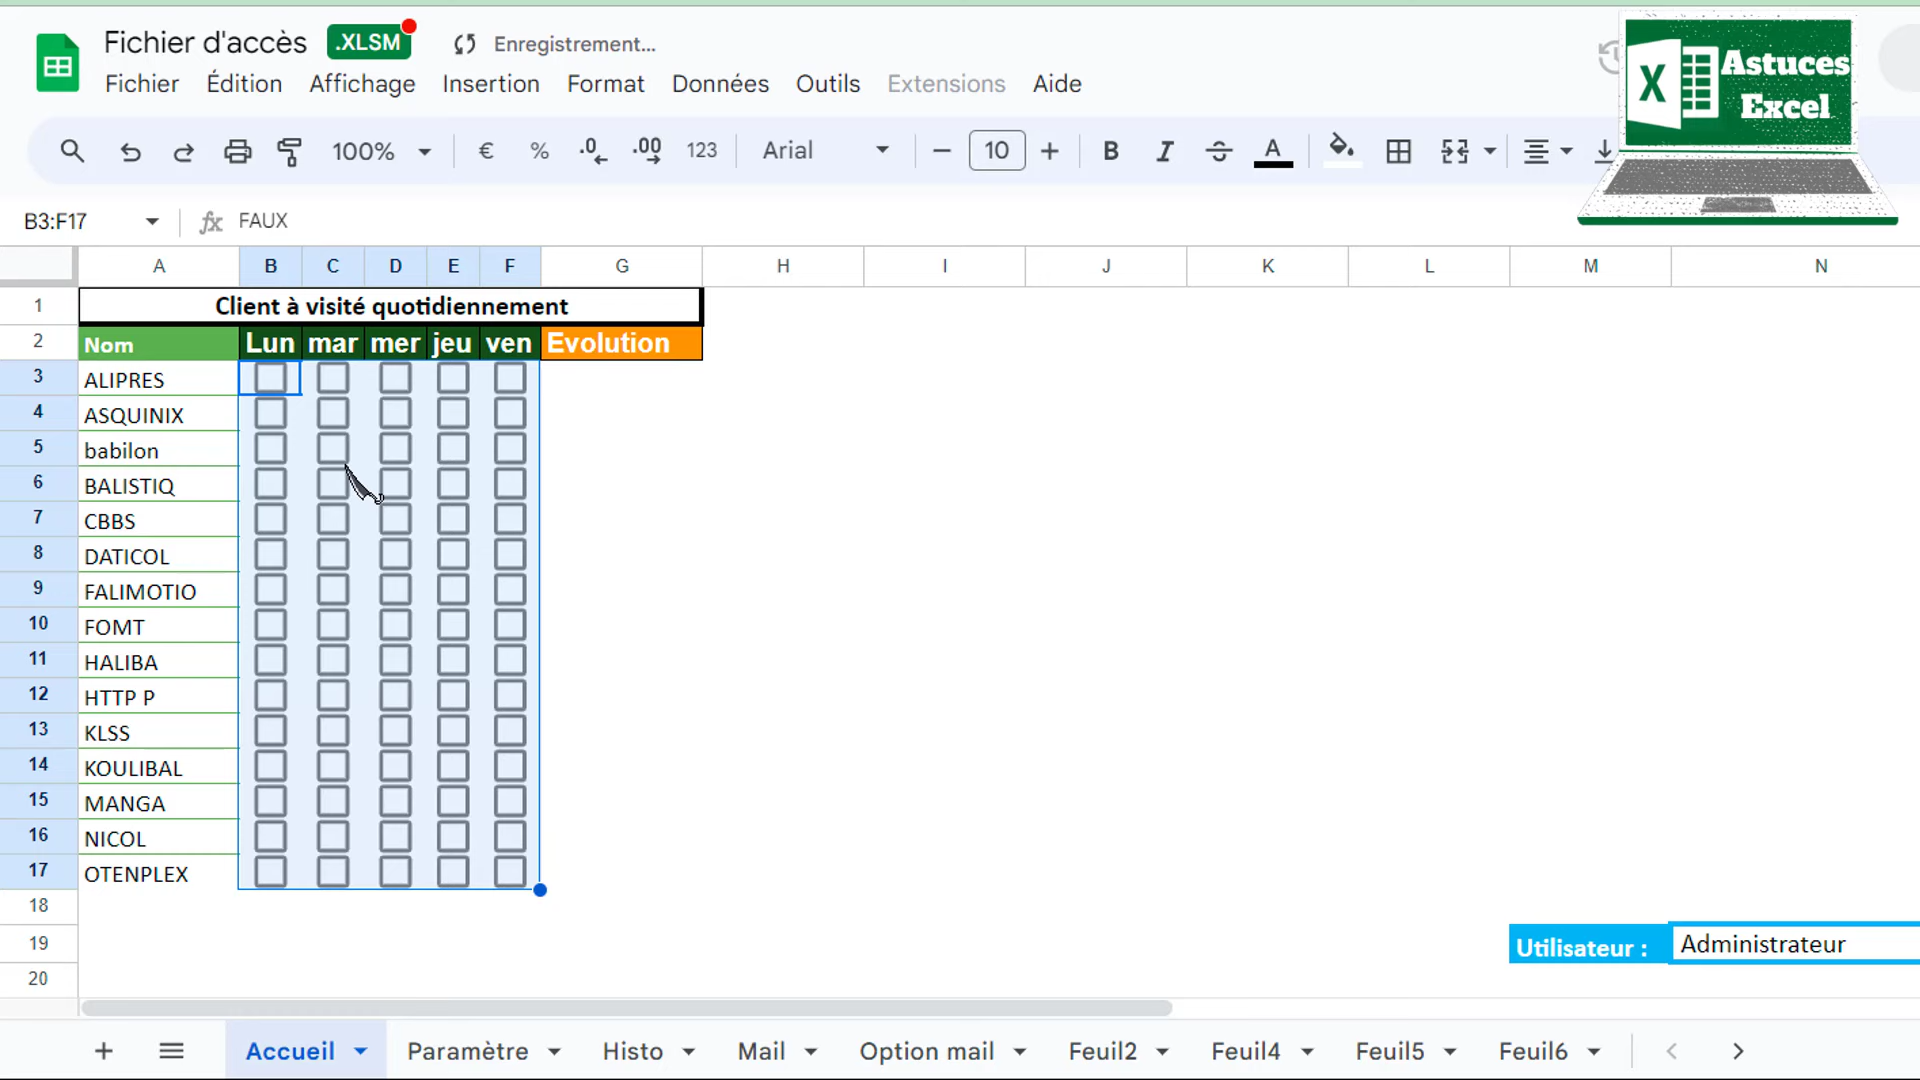 Fichier d'accès .XLSM Enregistrement...
Fichier Édition Affichage Insertion Format Données Outils Extensions Aide
X Astuces
Excel
100% € % .0 .00 123 Arial 10 B I S A
B3:F17 fx FAUX
A B C D E F G H I J K L M N
1 Client à visité quotidiennement
2 Nom Lun mar mer jeu ven Evolution
3 ALIPRES
4 ASQUINIX
5 babilon
6 BALISTIQ
7 CBBS
8 DATICOL
9 FALIMOTIO
10 FOMT
11 HALIBA
12 HTTP P
13 KLSS
14 KOULIBAL
15 MANGA
16 NICOL
17 OTENPLEX
18
19 Utilisateur : Administrateur
20
Accueil Paramètre Histo Mail Option mail Feuil2 Feuil4 Feuil5 Feuil6